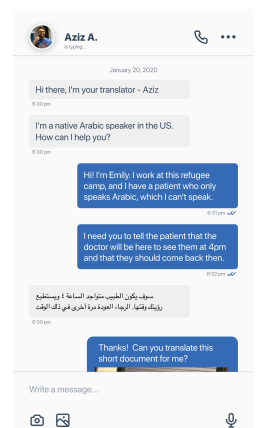 Aziz A.
is typing...
January 20, 2020
Hi there, I'm your translator - Aziz
6:30 pm
I'm a native Arabic speaker in the US.
How can I help you?
6:30 pm
Hi! I'm Emily. I work at this refugee
camp, and I have a patient who only
speaks Arabic, which I can't speak.
6:31 pm
I need you to tell the patient that the
doctor will be here to see them at 4pm
and that they should come back then.
6:32 pm
سوف يكون الطبيب متواجد الساعة ٤ ويستطيع
رؤيتك وقتها. الرجاء العودة مرة أخرى في ذلك الوقت
6:30 pm
Thanks! Can you translate this
short document for me?
Write a message...